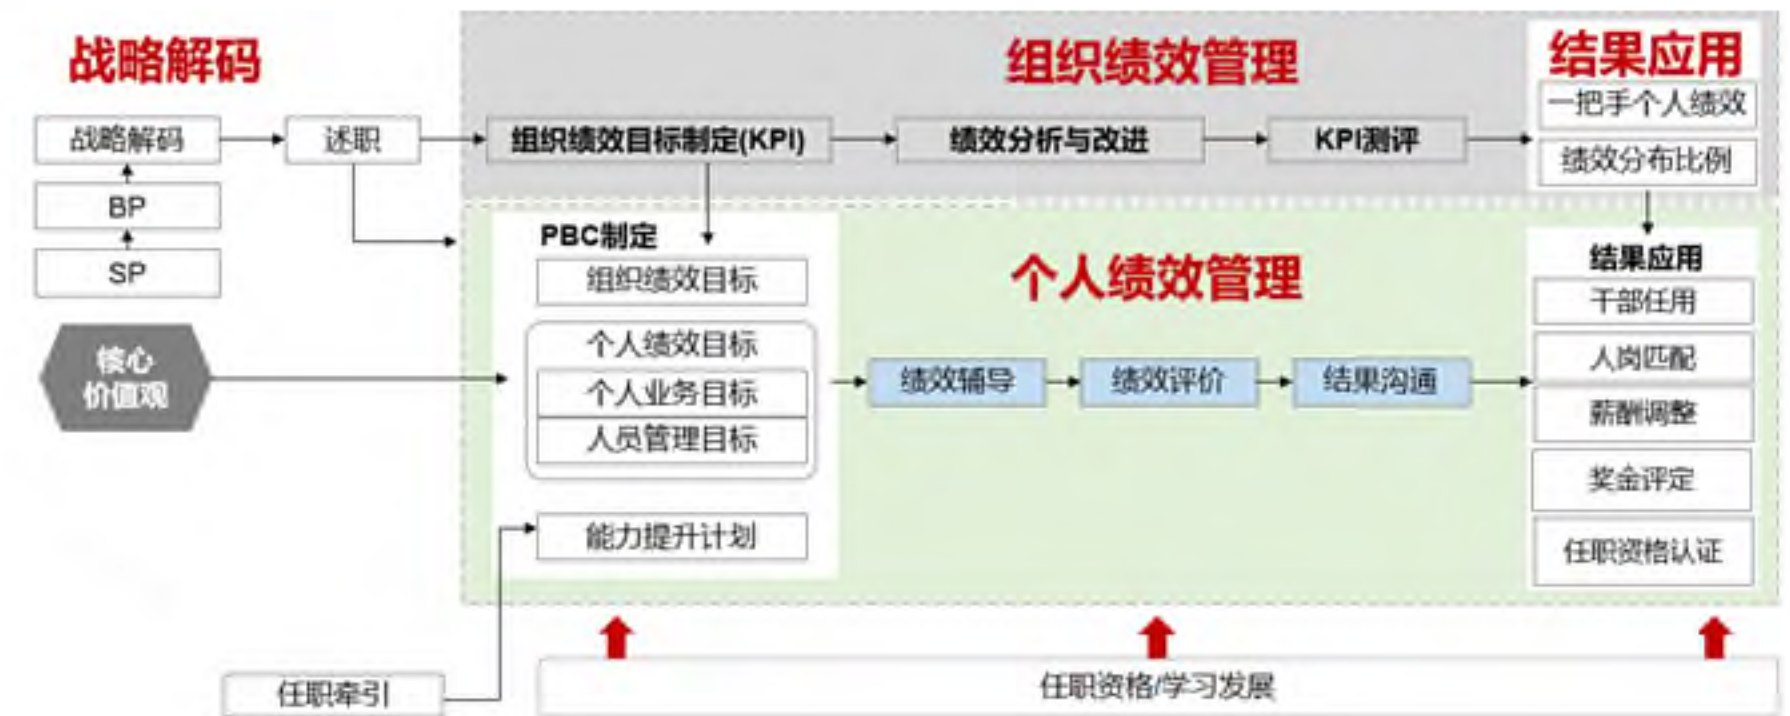 战略解码
组织绩效管理
结果应用
战略解码
述职
组织绩效目标制定(KPI)
绩效分析与改进
KPI测评
一把手个人绩效
绩效分布比例
BP
SP
核心
价值观
PBC制定
组织绩效目标
个人绩效目标
个人业务目标
人员管理目标
能力提升计划
个人绩效管理
绩效辅导
绩效评价
结果沟通
结果应用
干部任用
人岗匹配
薪酬调整
奖金评定
任职资格认证
任职牵引
任职资格/学习发展